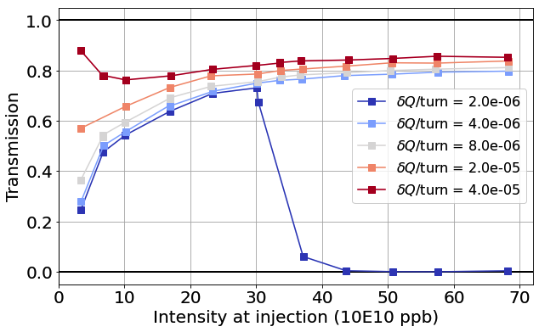 Transmission
1.0
0.8
0.6
0.4
0.2
0.0
δQ/turn = 2.0e-06
δQ/turn = 4.0e-06
δQ/turn = 8.0e-06
δQ/turn = 2.0e-05
δQ/turn = 4.0e-05
0 10 20 30 40 50 60 70
Intensity at injection (10E10 ppb)